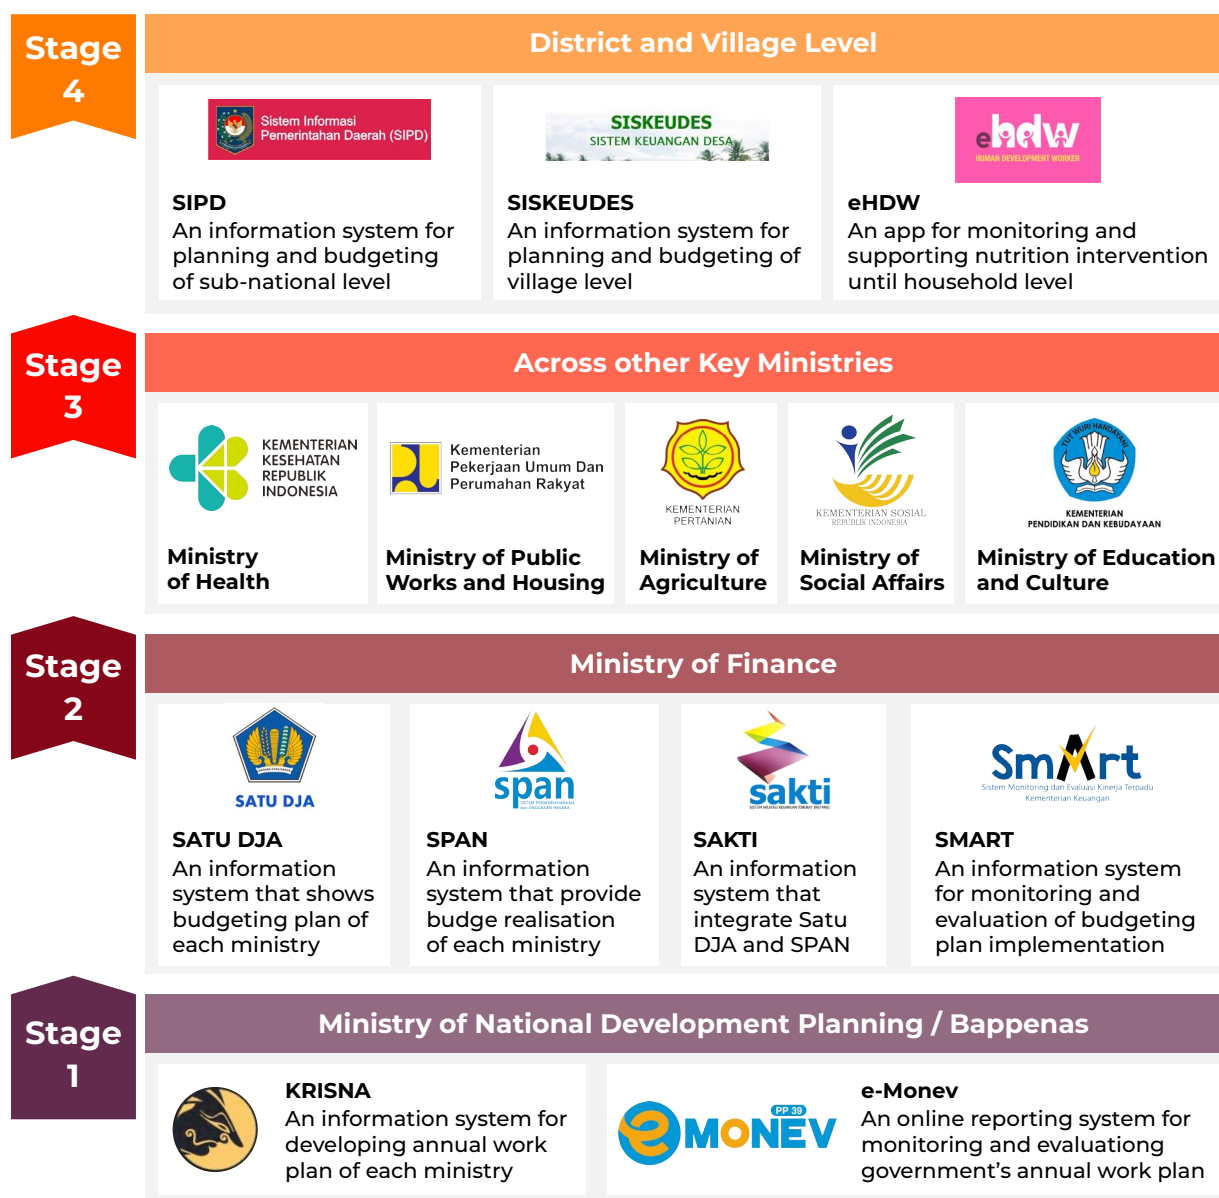 Stage
4
District and Village Level
Sistem Informasi
Pemerintahan Daerah (SIPD)
SIPD
An information system for
planning and budgeting
of sub-national level
SISKEUDES
SISTEM KEUANGAN DESA
SISKEUDES
An information system for
planning and budgeting of
village level
ehdw
HUMAN DEVELOPMENT WORKER
eHDW
An app for monitoring and
supporting nutrition intervention
until household level
Stage
3
Across other Key Ministries
KEMENTERIAN
KESEHATAN
REPUBLIK
INDONESIA
Ministry
of Health
Kementerian
Pekerjaan Umum Dan
Perumahan Rakyat
Ministry of Public
Works and Housing
KEMENTERIAN
PERTANIAN
Ministry of
Agriculture
KEMENTERIAN SOSIAL
REPUBLIK INDONESIA
Ministry of
Social Affairs
TUT WURI HANDAYANI
KEMENTERIAN
PENDIDIKAN DAN KEBUDAYAAN
Ministry of Education
and Culture
Stage
2
Ministry of Finance
SATU DJA
SATU DJA
An information
system that shows
budgeting plan of
each ministry
span
SISTEM PERBENDAHARAAN
dan ANGGARAN NEGARA
SPAN
An information
system that provide
budge realisation
of each ministry
sakti
SISTEM APLIKASI KEUANGAN TINGKAT INSTANSI
SAKTI
An information
system that
integrate Satu
DJA and SPAN
SmArt
Sistem Monitoring dan Evaluasi Kinerja Terpadu
Kementerian Keuangan
SMART
An information system
for monitoring and
evaluation of budgeting
plan implementation
Stage
1
Ministry of National Development Planning / Bappenas
KRISNA
An information system for
developing annual work
plan of each ministry
PP 39
e MONEV
e-Monev
An online reporting system for
monitoring and evaluationg
government's annual work plan